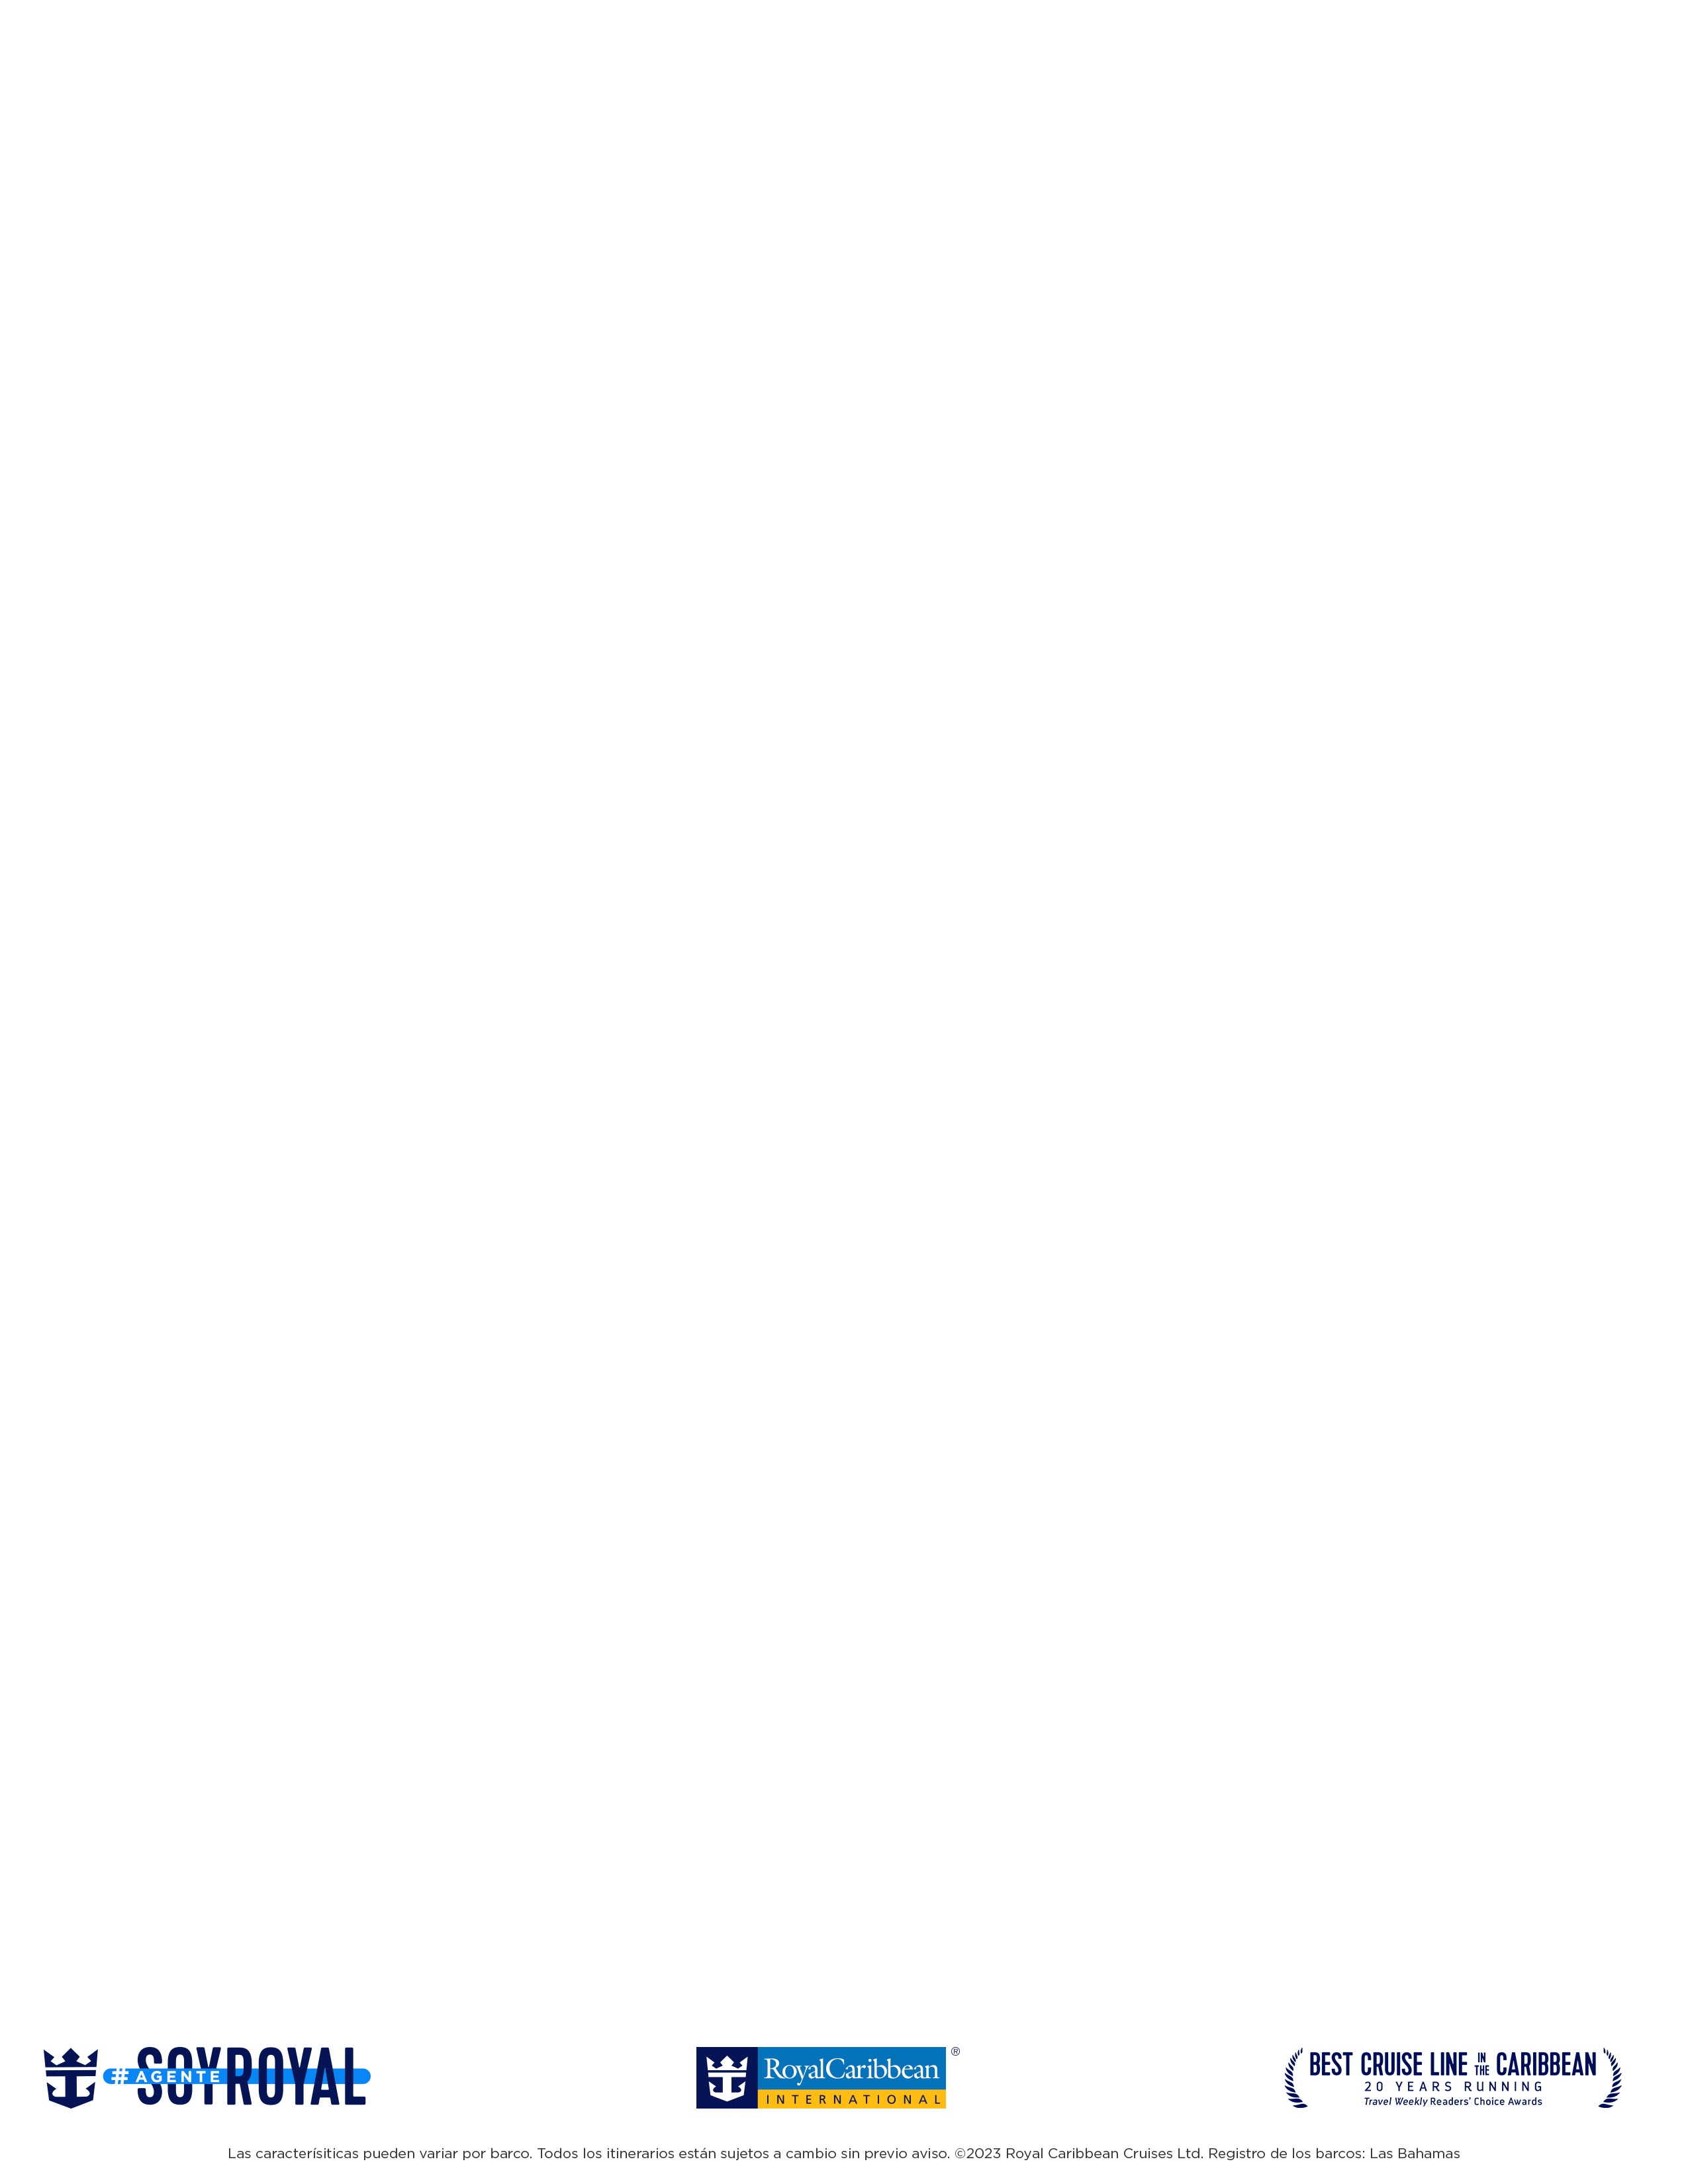 # AGENTE SOYROYAL
RoyalCaribbean ®
INTERNATIONAL
BEST CRUISE LINE IN THE CARIBBEAN
20 YEARS RUNNING
Travel Weekly Readers' Choice Awards
Las caracterísiticas pueden variar por barco. Todos los itinerarios están sujetos a cambio sin previo aviso. ©2023 Royal Caribbean Cruises Ltd. Registro de los barcos: Las Bahamas